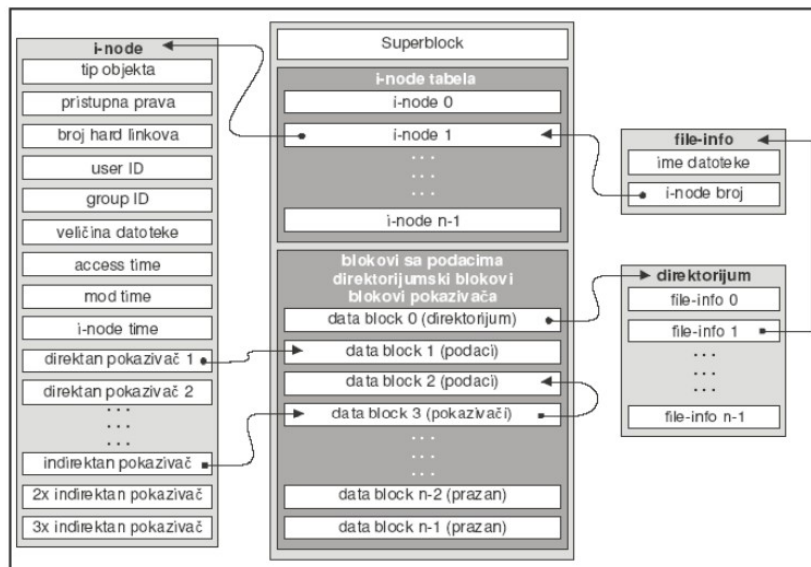 i-node
tip objekta
pristupna prava
broj hard linkova
user ID
group ID
veličina datoteke
access time
mod time
i-node time
direktan pokazivač 1
direktan pokazivač 2
. . .
. . .
indirektan pokazivač
2x indirektan pokazivač
3x indirektan pokazivač
Superblock
i-node tabela
i-node 0
i-node 1
. . .
. . .
. . .
i-node n-1
blokovi sa podacima
direktorijumski blokovi
blokovi pokazivača
data block 0 (direktorijum)
data block 1 (podaci)
data block 2 (podaci)
data block 3 (pokazivači)
. . .
. . .
. . .
data block n-2 (prazan)
data block n-1 (prazan)
file-info
ime datoteke
i-node broj
direktorijum
file-info 0
file-info 1
. . .
. . .
. . .
file-info n-1